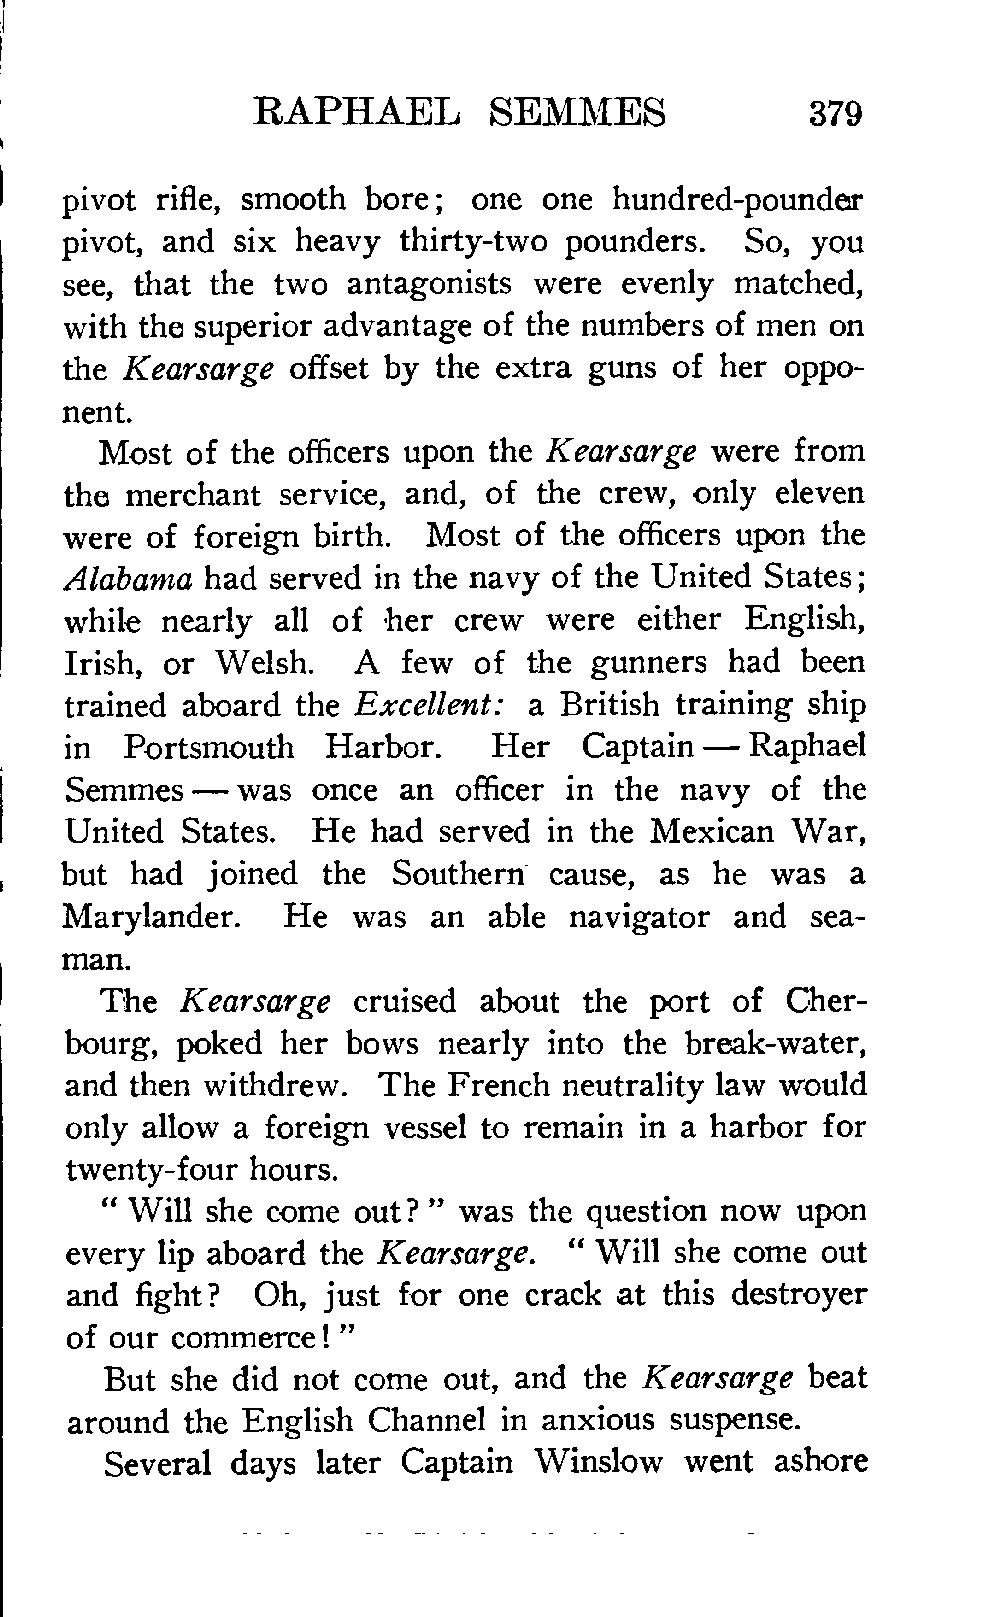 RAPHAEL SEMMES 379
pivot rifle, smooth bore; one one hundred-pounder
pivot, and six heavy thirty-two pounders. So, you
see, that the two antagonists were evenly matched,
with the superior advantage of the numbers of men on
the Kearsarge offset by the extra guns of her oppo-
nent.
Most of the officers upon the Kearsarge were from
the merchant service, and, of the crew, only eleven
were of foreign birth. Most of the officers upon the
Alabama had served in the navy of the United States;
while nearly all of her crew were either English,
Irish, or Welsh. A few of the gunners had been
trained aboard the Excellent: a British training ship
in Portsmouth Harbor. Her Captain — Raphael
Semmes — was once an officer in the navy of the
United States. He had served in the Mexican War,
but had joined the Southern cause, as he was a
Marylander. He was an able navigator and sea-
man.
The Kearsarge cruised about the port of Cher-
bourg, poked her bows nearly into the break-water,
and then withdrew. The French neutrality law would
only allow a foreign vessel to remain in a harbor for
twenty-four hours.
" Will she come out? " was the question now upon
every lip aboard the Kearsarge. " Will she come out
and fight? Oh, just for one crack at this destroyer
of our commerce! "
But she did not come out, and the Kearsarge beat
around the English Channel in anxious suspense.
Several days later Captain Winslow went ashore